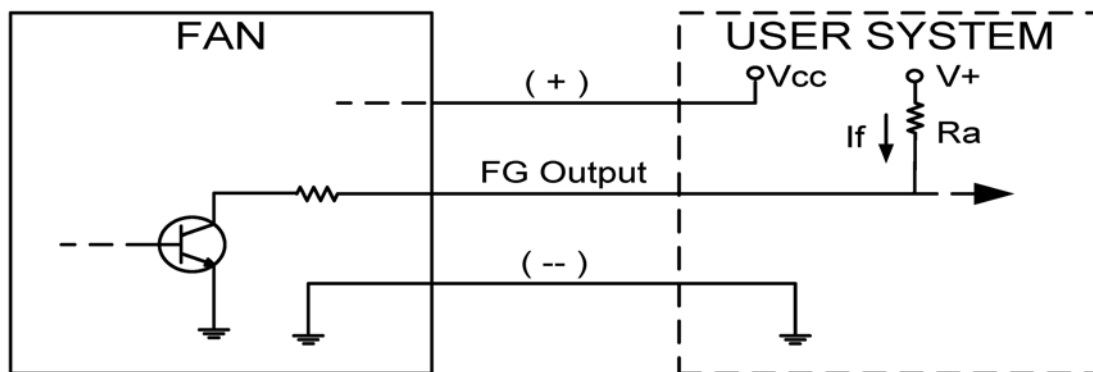 FAN
USER SYSTEM
( + )
Vcc
V+
If
Ra
FG Output
( -- )